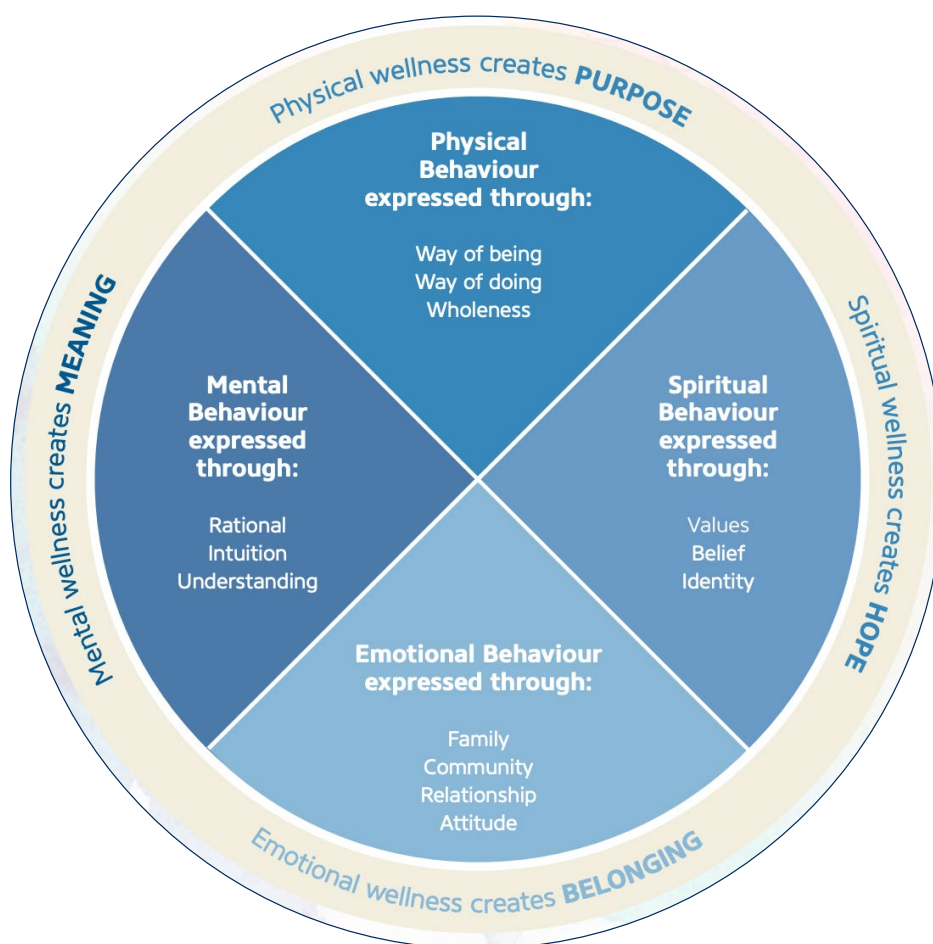 Physical wellness creates PURPOSE
Physical
Behaviour
expressed through:
Way of being
Way of doing
Wholeness
Mental wellness creates MEANING
Mental
Behaviour
expressed
through:
Rational
Intuition
Understanding
Spiritual
Behaviour
expressed
through:
Values
Belief
Identity
Spiritual wellness creates HOPE
Emotional Behaviour
expressed through:
Family
Community
Relationship
Attitude
Emotional wellness creates BELONGING